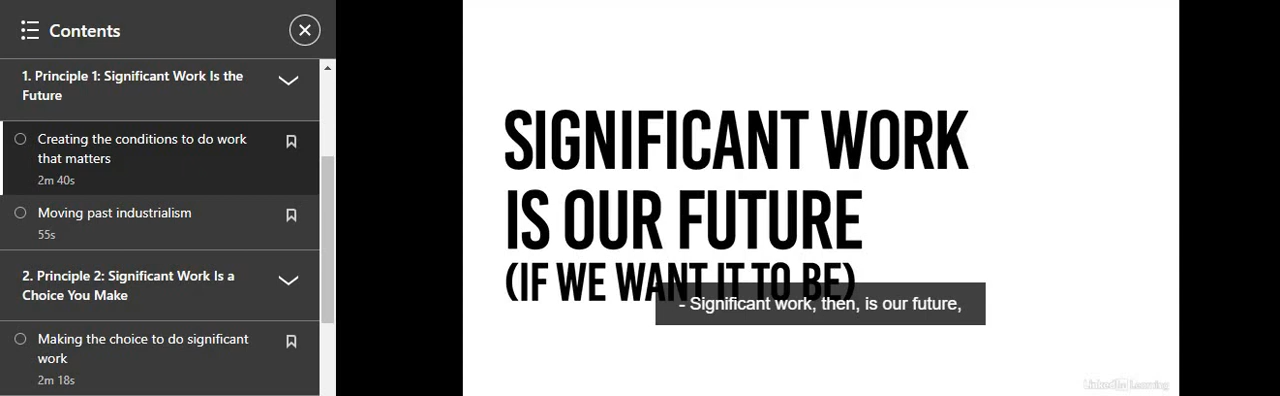 Contents
1. Principle 1: Significant Work Is the
Future
Creating the conditions to do work
that matters
2m 40s
Moving past industrialism
55s
2. Principle 2: Significant Work Is a
Choice You Make
Making the choice to do significant
work
2m 18s
SIGNIFICANT WORK
IS OUR FUTURE
(IF WE WANT IT TO BE)
- Significant work, then, is our future,
LinkedIn Learning